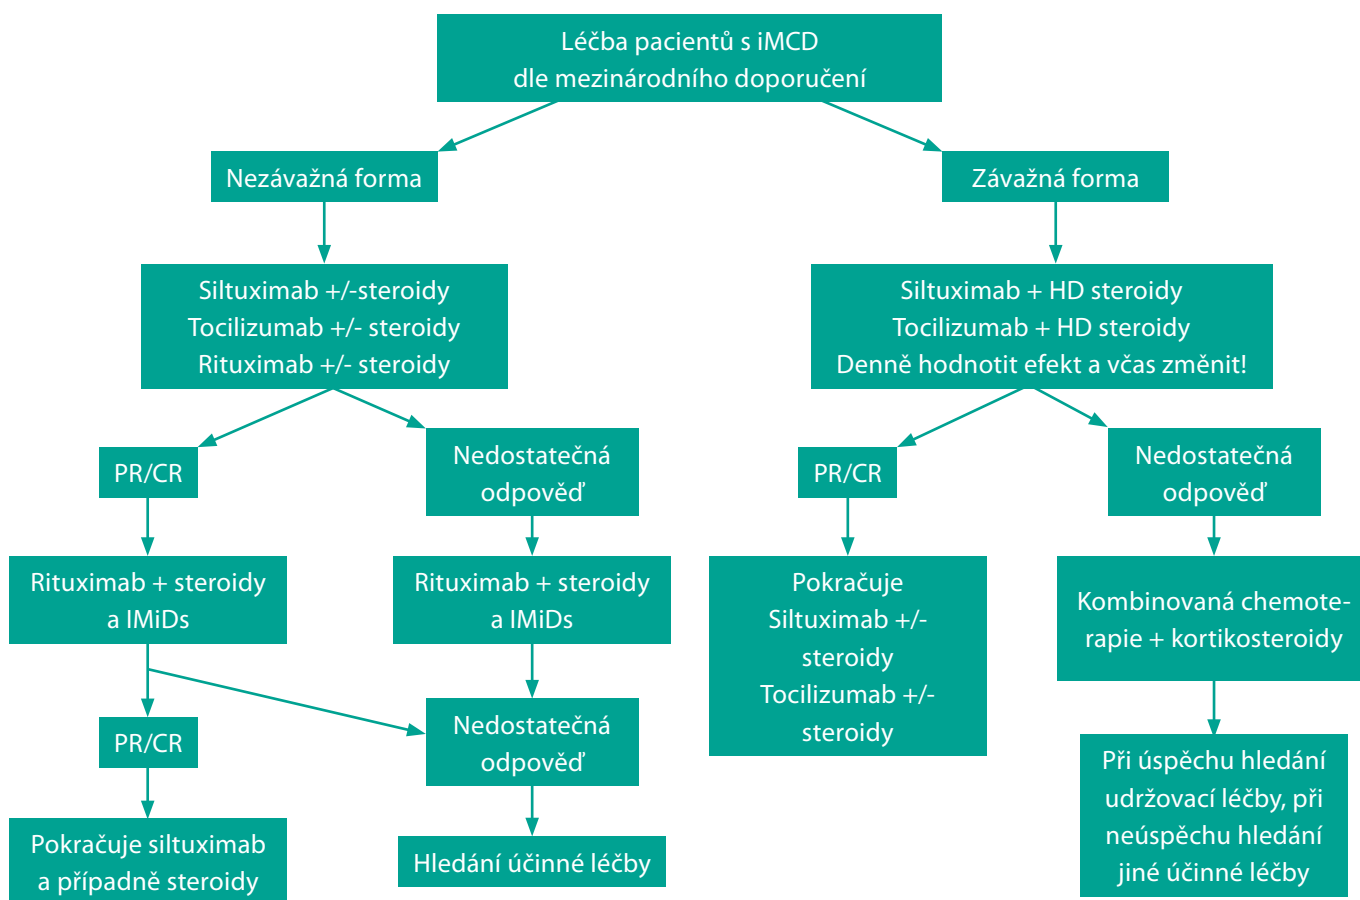 Léčba pacientů s iMCD
dle mezinárodního doporučení
Nezávažná forma
Závažná forma
Siltuximab +/-steroidy
Tocilizumab +/- steroidy
Rituximab +/- steroidy
Siltuximab + HD steroidy
Tocilizumab + HD steroidy
Denně hodnotit efekt a včas změnit!
PR/CR
Nedostatečná
odpověď
PR/CR
Nedostatečná
odpověď
Rituximab + steroidy
a IMiDs
Rituximab + steroidy
a IMiDs
Pokračuje
Siltuximab +/-
steroidy
Tocilizumab +/-
steroidy
Kombinovaná chemote-
rapie + kortikosteroidy
PR/CR
Nedostatečná
odpověď
Pokračuje siltuximab
a případně steroidy
Hledání účinné léčby
Při úspěchu hledání
udržovací léčby, při
neúspěchu hledání
jiné účinné léčby